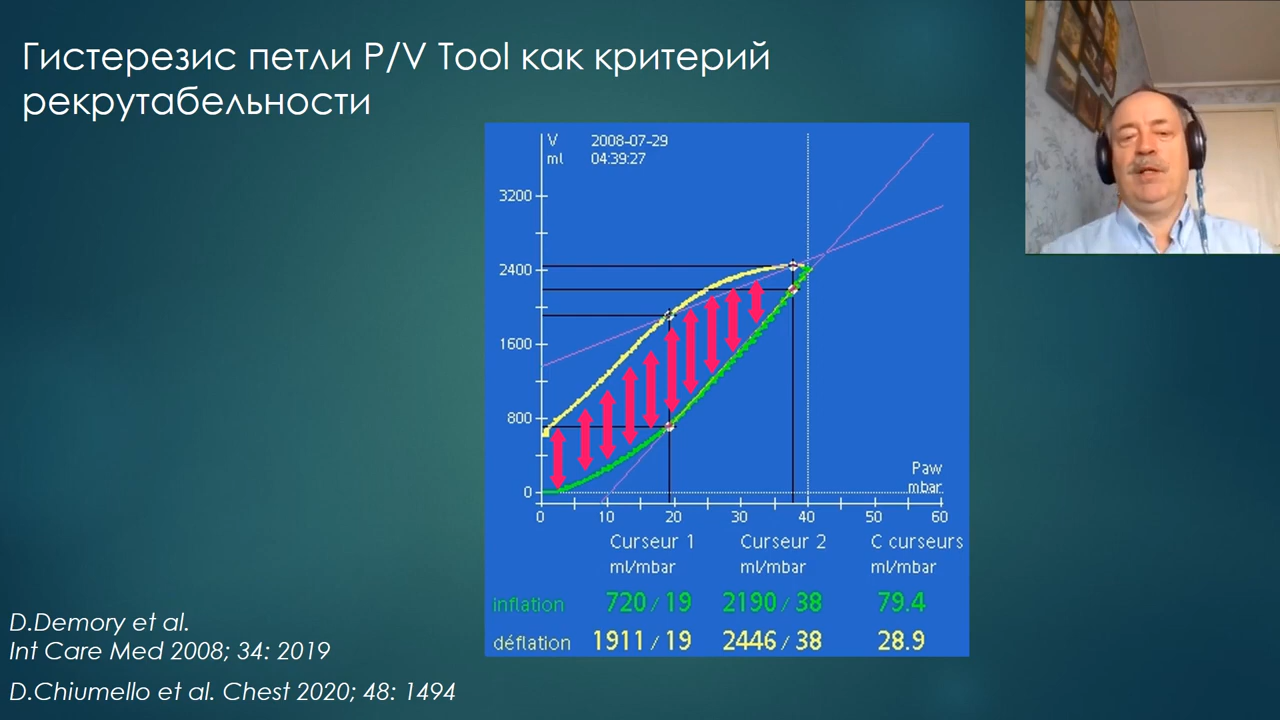 Гистерезис петли P/V Tool как критерий
рекрутабельности
V 2008-07-29
ml 04:39:27
3200
2400
1600
800
0
Paw
mbar
0 10 20 30 40 50 60
Curseur 1 Curseur 2 C curseurs
ml/mbar ml/mbar ml/mbar
inflation 720 / 19 2190 / 38 79.4
déflation 1911 / 19 2446 / 38 28.9
D.Demory et al.
Int Care Med 2008; 34: 2019
D.Chiumello et al. Chest 2020; 48: 1494